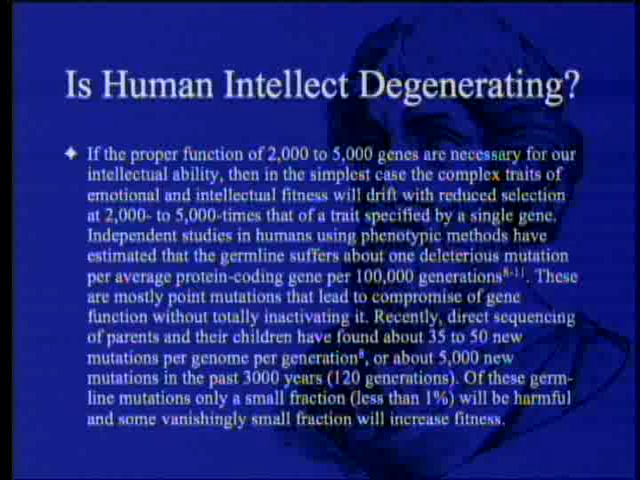 Is Human Intellect Degenerating?
If the proper function of 2,000 to 5,000 genes are necessary for our
intellectual ability, then in the simplest case the complex traits of
emotional and intellectual fitness will drift with reduced selection
at 2,000- to 5,000-times that of a trait specified by a single gene.
Independent studies in humans using phenotypic methods have
estimated that the germline suffers about one deleterious mutation
per average protein-coding gene per 100,000 generations⁸⁻¹¹. These
are mostly point mutations that lead to compromise of gene
function without totally inactivating it. Recently, direct sequencing
of parents and their children have found about 35 to 50 new
mutations per genome per generation⁸, or about 5,000 new
mutations in the past 3000 years (120 generations). Of these germ-
line mutations only a small fraction (less than 1%) will be harmful
and some vanishingly small fraction will increase fitness.